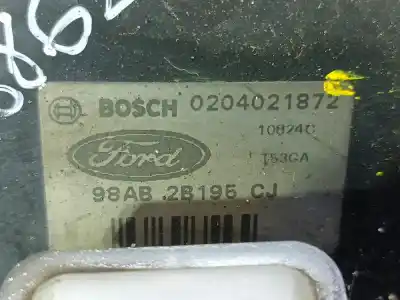 BOSCH 0204021872
10824C
T53CA
Ford
98AB 2B195 CJ